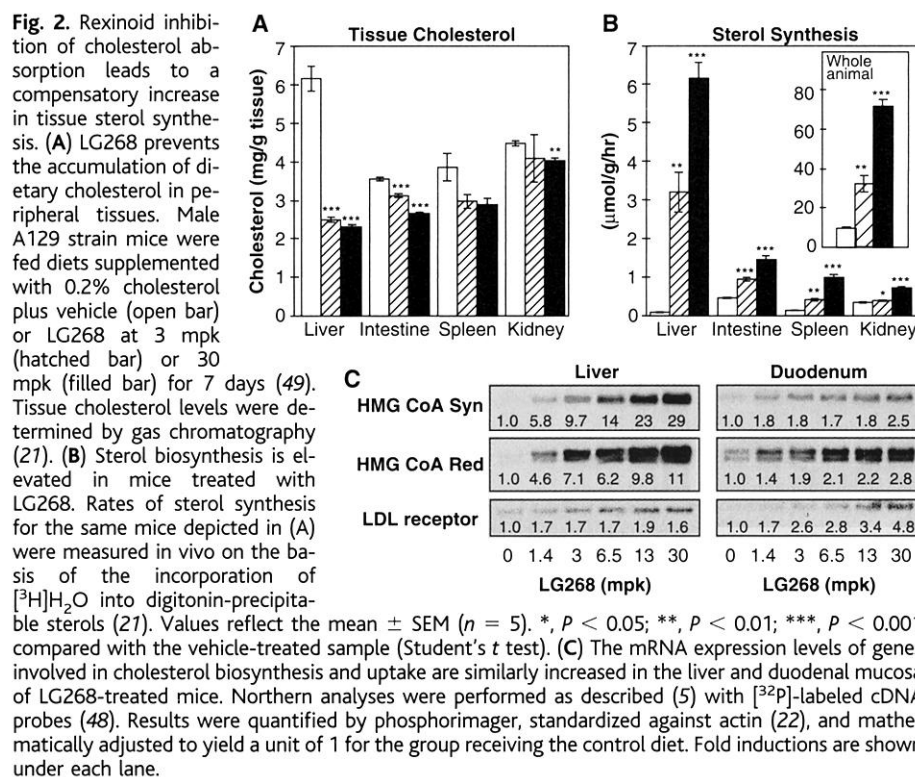 Fig. 2. Rexinoid inhibi-
tion of cholesterol ab-
sorption leads to a
compensatory increase
in tissue sterol synthe-
sis. (A) LG268 prevents
the accumulation of di-
etary cholesterol in pe-
ripheral tissues. Male
A129 strain mice were
fed diets supplemented
with 0.2% cholesterol
plus vehicle (open bar)
or LG268 at 3 mpk
(hatched bar) or 30
mpk (filled bar) for 7 days (49).
Tissue cholesterol levels were de-
termined by gas chromatography
(21). (B) Sterol biosynthesis is el-
evated in mice treated with
LG268. Rates of sterol synthesis
for the same mice depicted in (A)
were measured in vivo on the ba-
sis of the incorporation of
[³H]H₂O into digitonin-precipita-
ble sterols (21). Values reflect the mean ± SEM (n = 5). *, P < 0.05; **, P < 0.01; ***, P < 0.001
compared with the vehicle-treated sample (Student's t test). (C) The mRNA expression levels of gene
involved in cholesterol biosynthesis and uptake are similarly increased in the liver and duodenal mucosa
of LG268-treated mice. Northern analyses were performed as described (5) with [³²P]-labeled cDNA
probes (48). Results were quantified by phosphorimager, standardized against actin (22), and mathe
matically adjusted to yield a unit of 1 for the group receiving the control diet. Fold inductions are shown
under each lane.
A
Tissue Cholesterol
Cholesterol (mg/g tissue)
7
6
5
4
3
2
1
0
*** ***
*** ***
**
Liver Intestine Spleen Kidney
B
Sterol Synthesis
(µmol/g/hr)
7
6
5
4
3
2
1
0
** ***
*** ***
** ***
* ***
Liver Intestine Spleen Kidney
Whole
animal
80
60
40
20
0
** ***
C
Liver Duodenum
HMG CoA Syn
1.0 5.8 9.7 14 23 29
1.0 1.8 1.8 1.7 1.8 2.5
HMG CoA Red
1.0 4.6 7.1 6.2 9.8 11
1.0 1.4 1.9 2.1 2.2 2.8
LDL receptor
1.0 1.7 1.7 1.7 1.9 1.6
1.0 1.7 2.6 2.8 3.4 4.8
0 1.4 3 6.5 13 30
0 1.4 3 6.5 13 30
LG268 (mpk) LG268 (mpk)